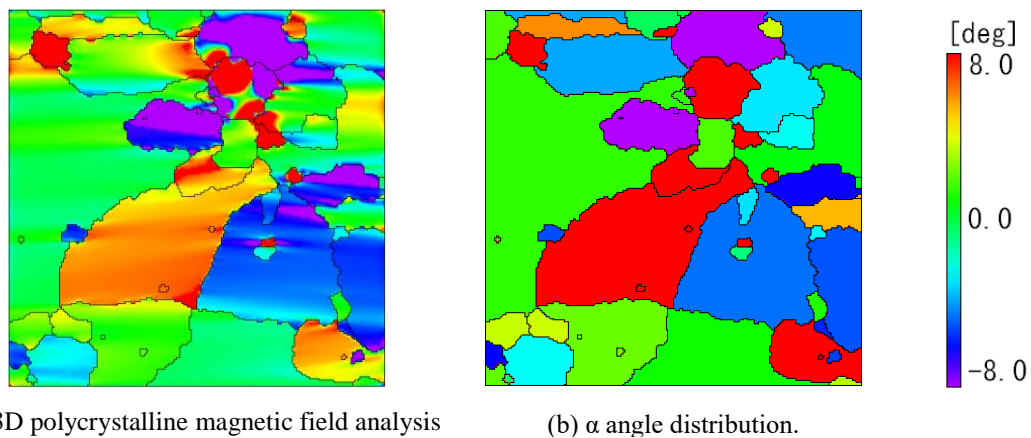 [deg]
8.0
0.0
-8.0
3D polycrystalline magnetic field analysis
(b) α angle distribution.